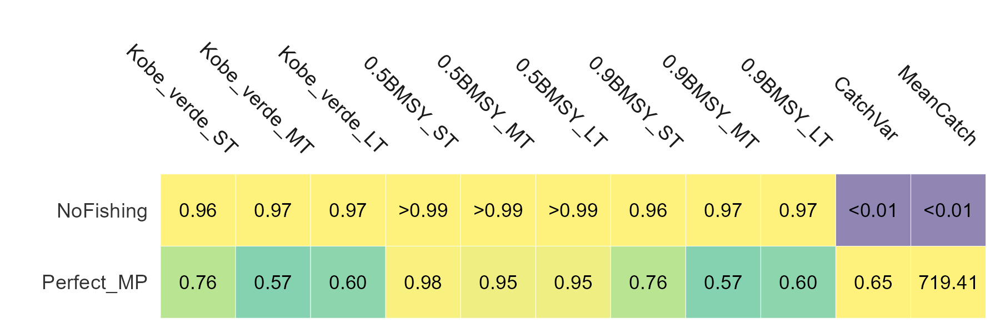 Kobe_verde_ST Kobe_verde_MT Kobe_verde_LT 0.5BMSY_ST 0.5BMSY_MT 0.5BMSY_LT 0.9BMSY_ST 0.9BMSY_MT 0.9BMSY_LT CatchVar MeanCatch
NoFishing 0.96 0.97 0.97 >0.99 >0.99 >0.99 0.96 0.97 0.97 <0.01 <0.01
Perfect_MP 0.76 0.57 0.60 0.98 0.95 0.95 0.76 0.57 0.60 0.65 719.41